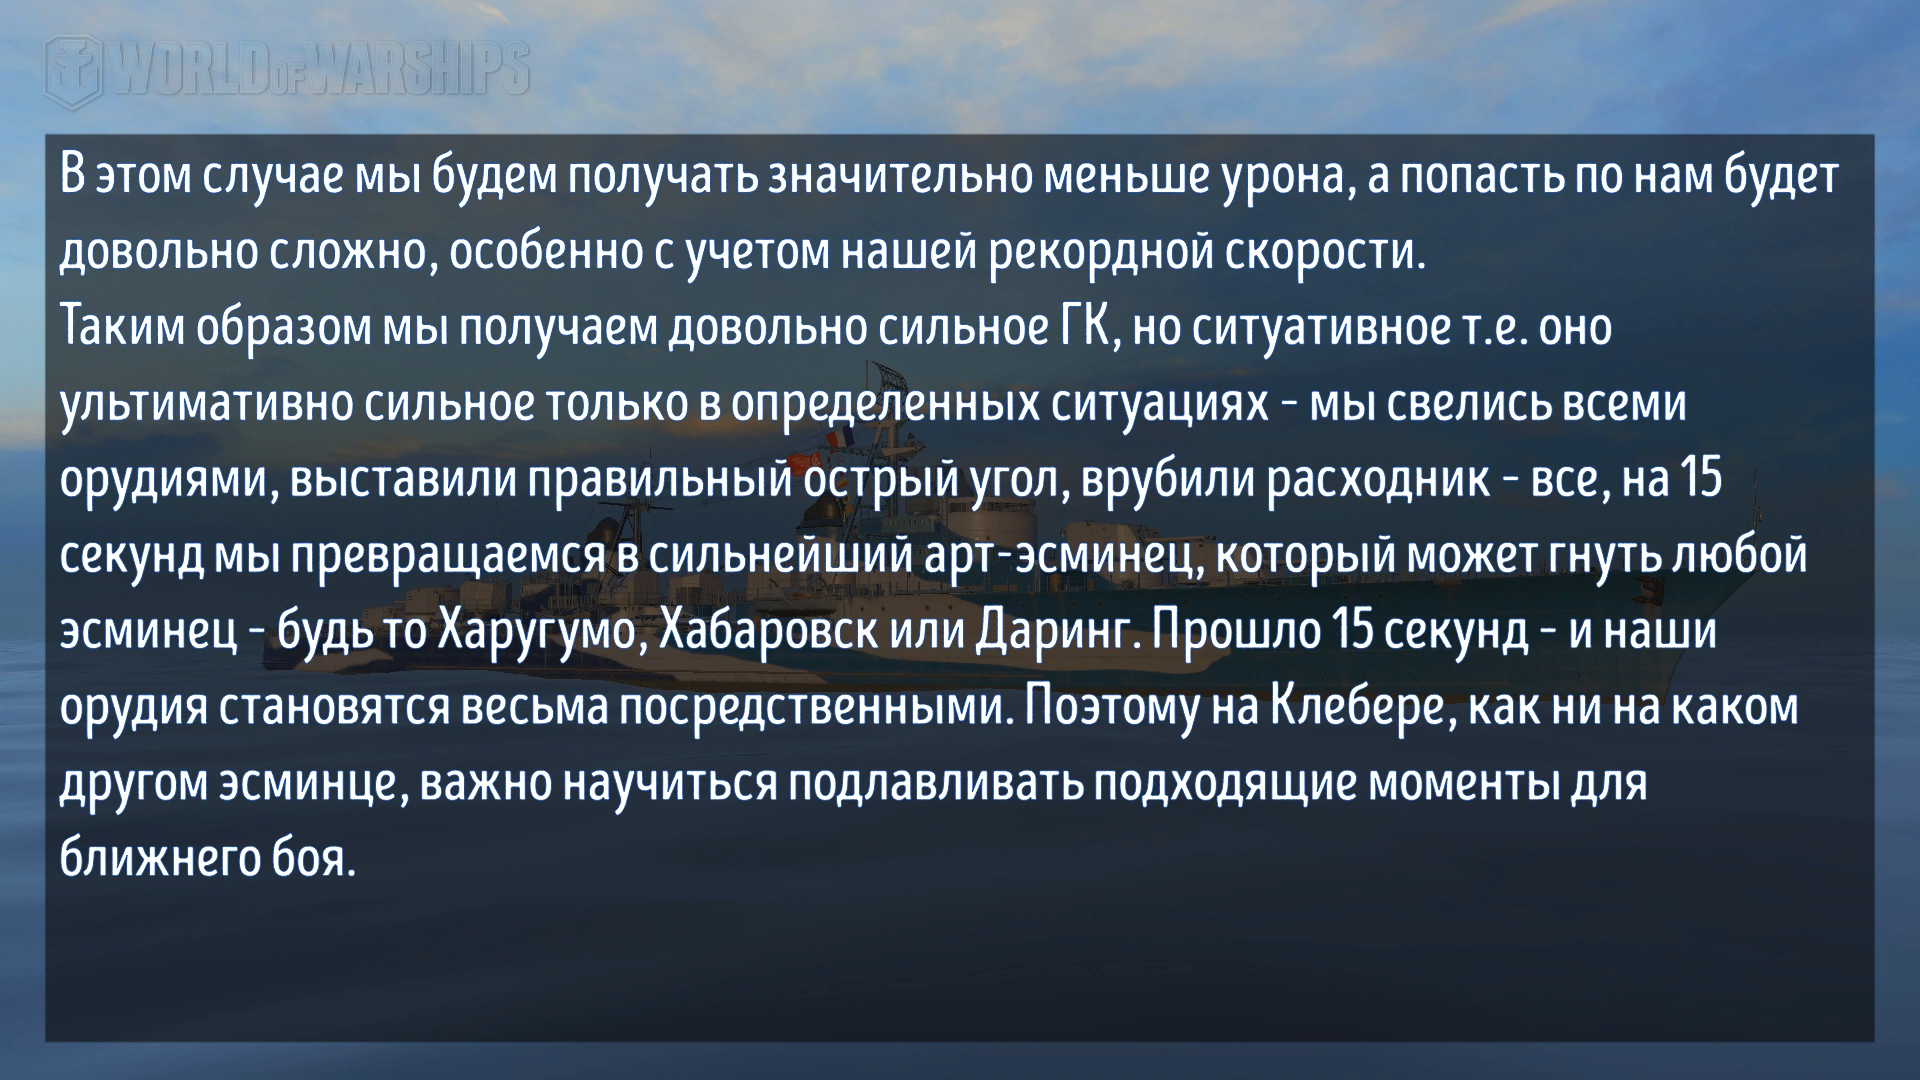 WORLD OF WARSHIPS
В этом случае мы будем получать значительно меньше урона, а попасть по нам будет
довольно сложно, особенно с учетом нашей рекордной скорости.
Таким образом мы получаем довольно сильное ГК, но ситуативное т.е. оно
ультимативно сильное только в определенных ситуациях - мы свелись всеми
орудиями, выставили правильный острый угол, врубили расходник - все, на 15
секунд мы превращаемся в сильнейший арт-эсминец, который может гнуть любой
эсминец - будь то Харугумо, Хабаровск или Даринг. Прошло 15 секунд - и наши
орудия становятся весьма посредственными. Поэтому на Клебере, как ни на каком
другом эсминце, важно научиться подлавливать подходящие моменты для
ближнего боя.